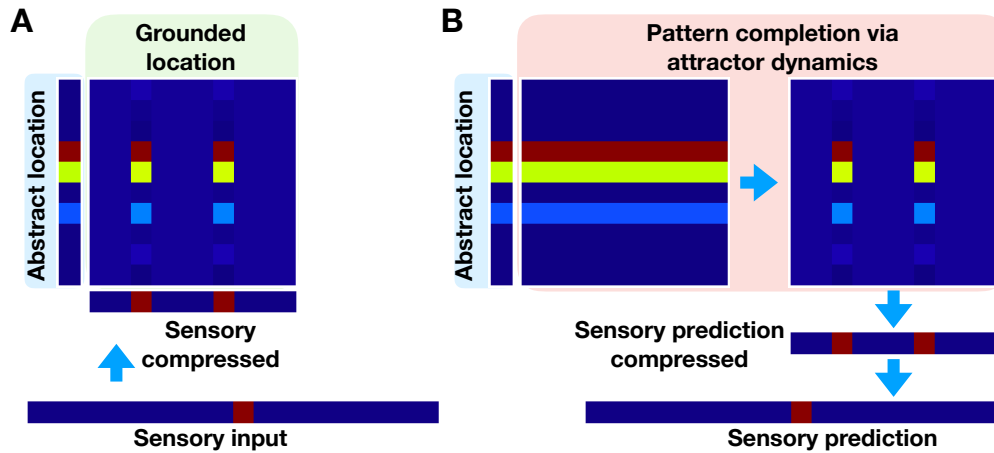 A
Grounded
location
Abstract location
Sensory
compressed
Sensory input
B
Pattern completion via
attractor dynamics
Abstract location
Sensory prediction
compressed
Sensory prediction